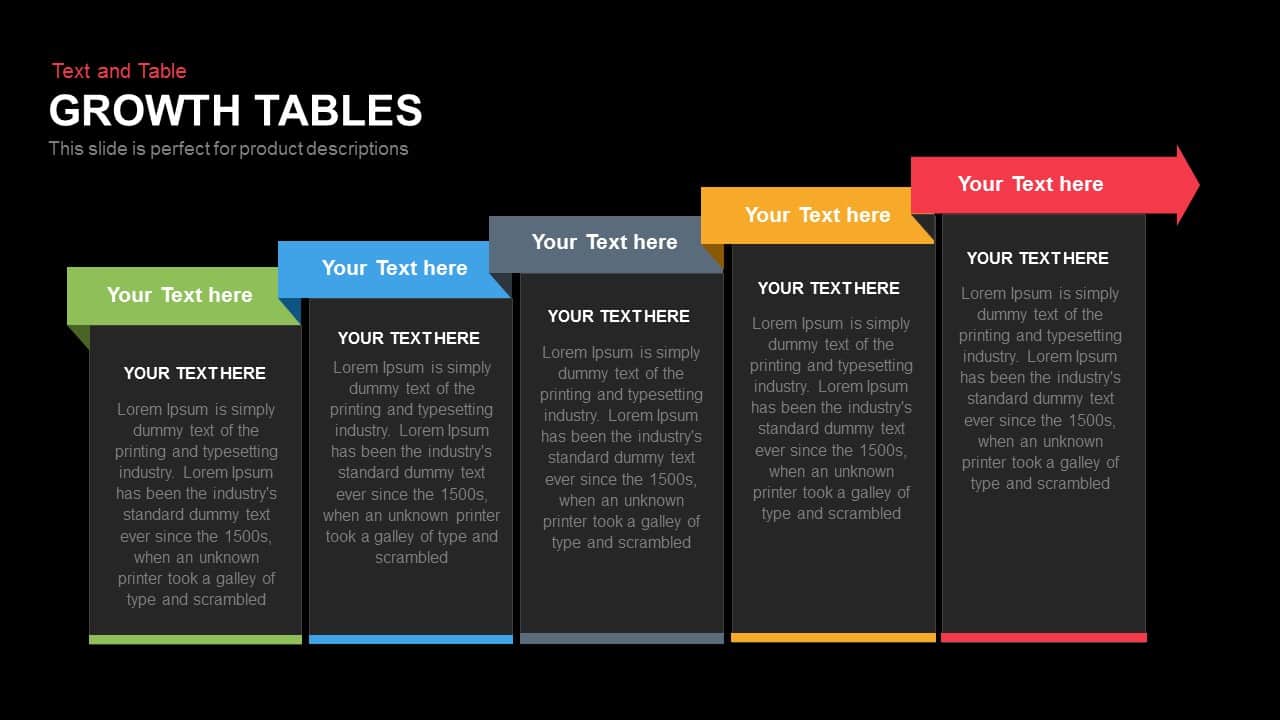 Text and Table
GROWTH TABLES
This slide is perfect for product descriptions
Your Text here
YOUR TEXT HERE
Lorem Ipsum is simply
dummy text of the
printing and typesetting
industry. Lorem Ipsum
has been the industry's
standard dummy text
ever since the 1500s,
when an unknown
printer took a galley of
type and scrambled
Your Text here
YOUR TEXT HERE
Lorem Ipsum is simply
dummy text of the
printing and typesetting
industry. Lorem Ipsum
has been the industry's
standard dummy text
ever since the 1500s,
when an unknown printer
took a galley of type and
scrambled
Your Text here
YOUR TEXT HERE
Lorem Ipsum is simply
dummy text of the
printing and typesetting
industry. Lorem Ipsum
has been the industry's
standard dummy text
ever since the 1500s,
when an unknown
printer took a galley of
type and scrambled
Your Text here
YOUR TEXT HERE
Lorem Ipsum is simply
dummy text of the
printing and typesetting
industry. Lorem Ipsum
has been the industry's
standard dummy text
ever since the 1500s,
when an unknown
printer took a galley of
type and scrambled
Your Text here
YOUR TEXT HERE
Lorem Ipsum is simply
dummy text of the
printing and typesetting
industry. Lorem Ipsum
has been the industry's
standard dummy text
ever since the 1500s,
when an unknown
printer took a galley of
type and scrambled